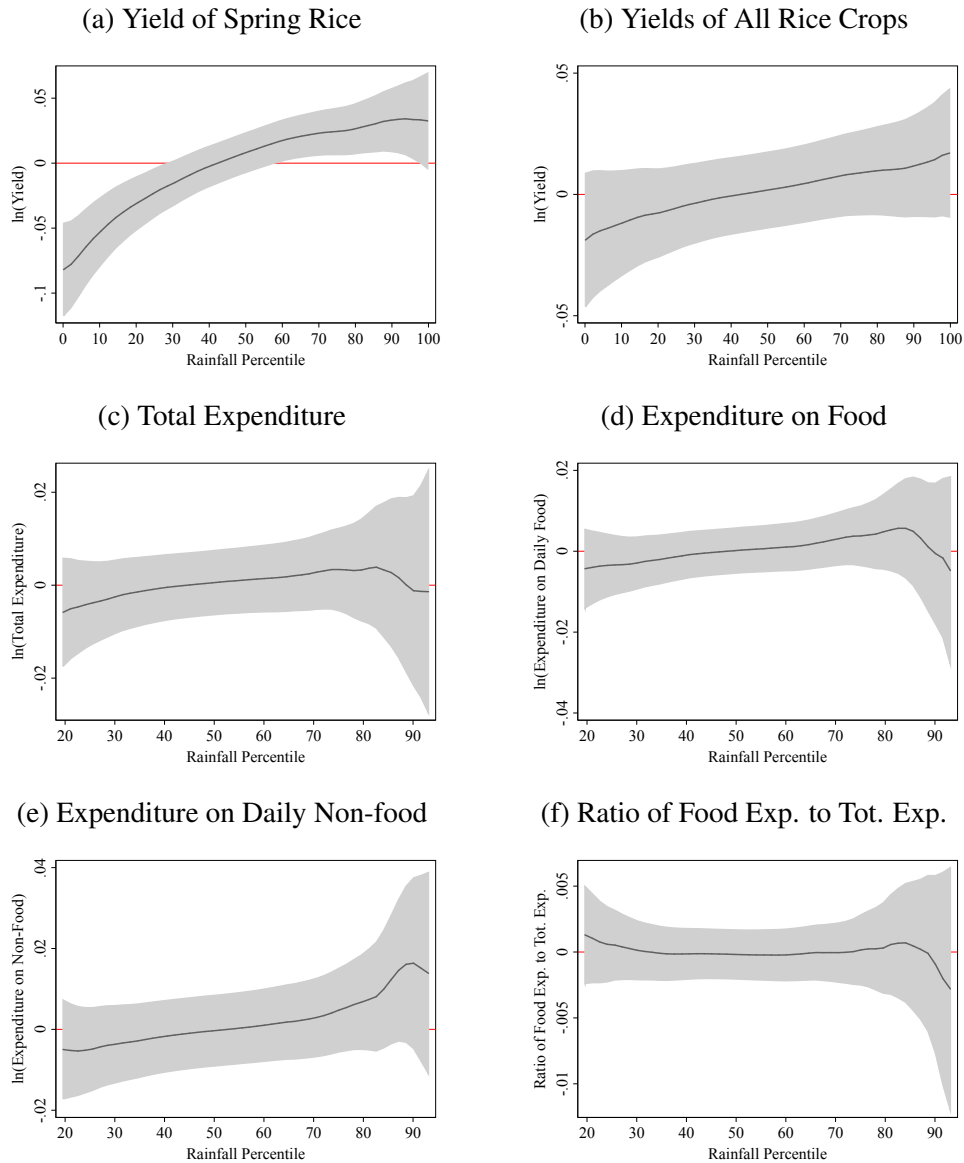 (a) Yield of Spring Rice
ln(Yield)
.05
0
-.05
-.1
0 10 20 30 40 50 60 70 80 90 100
Rainfall Percentile
(b) Yields of All Rice Crops
ln(Yield)
.05
0
-.05
0 10 20 30 40 50 60 70 80 90 100
Rainfall Percentile
(c) Total Expenditure
ln(Total Expenditure)
.02
0
-.02
20 30 40 50 60 70 80 90
Rainfall Percentile
(d) Expenditure on Food
ln(Expenditure on Daily Food)
.02
0
-.02
-.04
20 30 40 50 60 70 80 90
Rainfall Percentile
(e) Expenditure on Daily Non-food
ln(Expenditure on Non-Food)
.04
.02
0
-.02
20 30 40 50 60 70 80 90
Rainfall Percentile
(f) Ratio of Food Exp. to Tot. Exp.
Ratio of Food Exp. to Tot. Exp.
.005
0
-.005
-.01
20 30 40 50 60 70 80 90
Rainfall Percentile